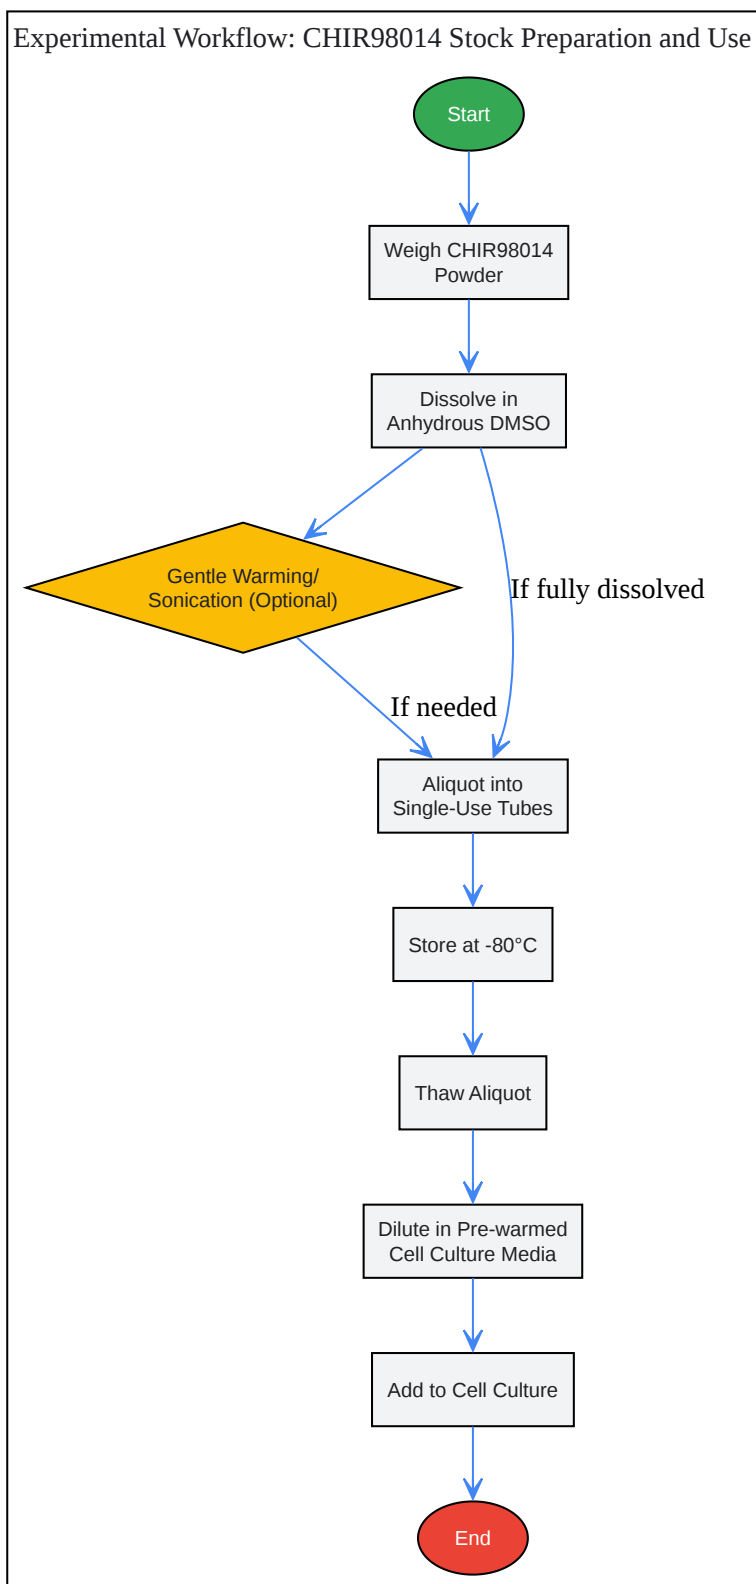 Experimental Workflow: CHIR98014 Stock Preparation and Use
Start
Weigh CHIR98014
Powder
Dissolve in
Anhydrous DMSO
Gentle Warming/
Sonication (Optional)
If fully dissolved
If needed
Aliquot into
Single-Use Tubes
Store at -80°C
Thaw Aliquot
Dilute in Pre-warmed
Cell Culture Media
Add to Cell Culture
End